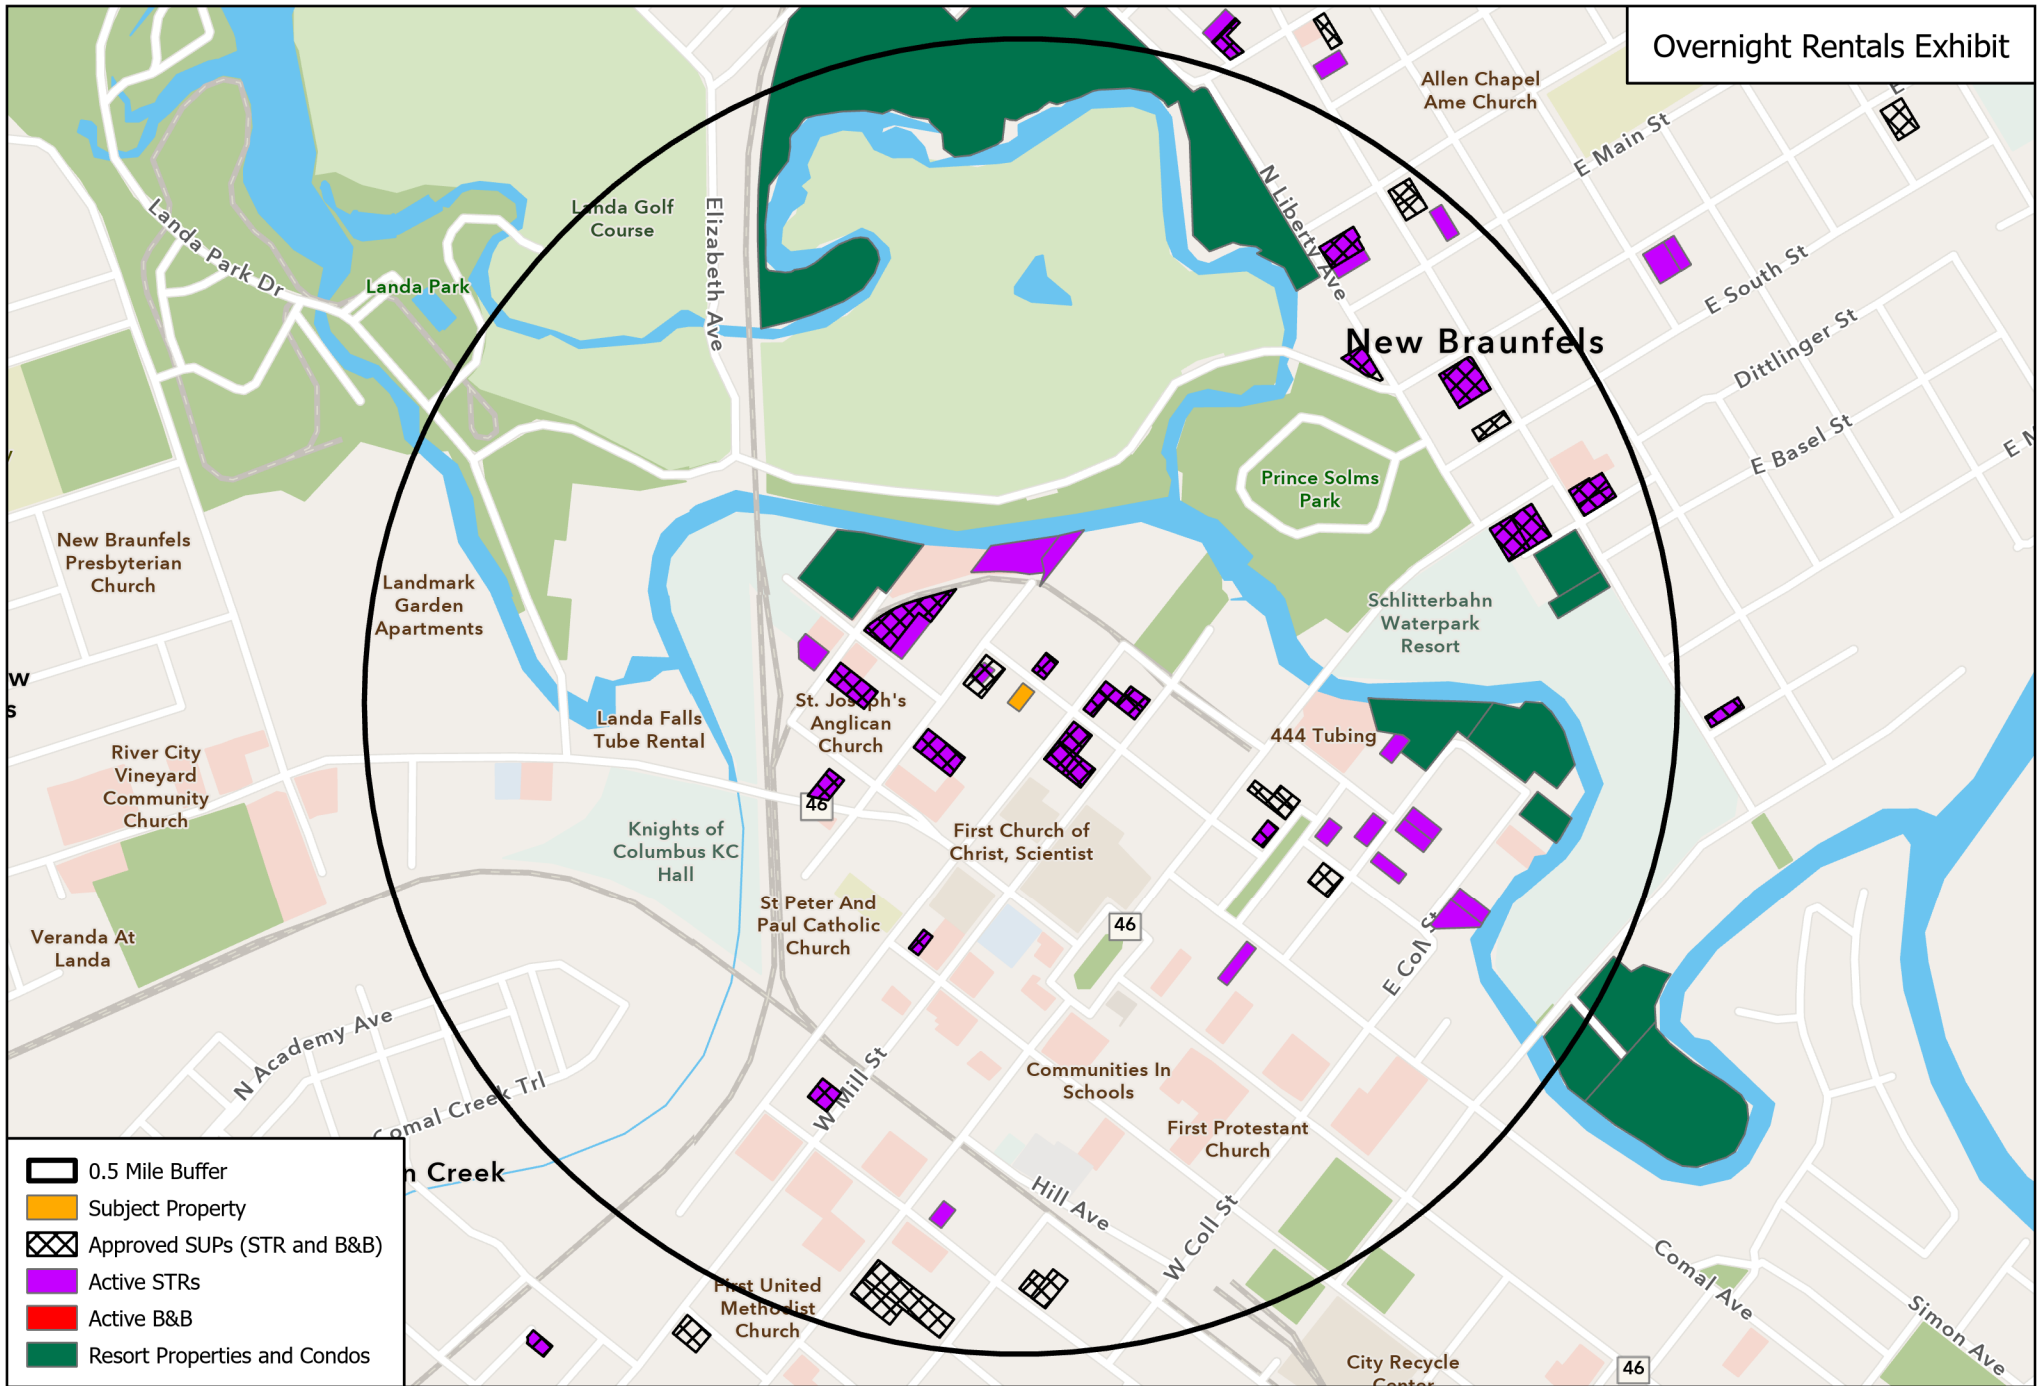 Overnight Rentals Exhibit
Allen Chapel
Ame Church
E Main St
N Liberty Ave
Landa Golf
Course
Elizabeth Ave
Landa Park Dr
Landa Park
E South St
New Braunfels
Dittlinger St
E Basel St
Prince Solms
Park
New Braunfels
Presbyterian
Church
Landmark
Garden
Apartments
Schlitterbahn
Waterpark
Resort
w
s
St. Joseph's
Anglican
Church
Landa Falls
Tube Rental
444 Tubing
River City
Vineyard
Community
Church
46
Knights of
Columbus KC
Hall
First Church of
Christ, Scientist
St Peter And
Paul Catholic
Church
46
Veranda At
Landa
E Coll St
N Academy Ave
W Mill St
Communities In
Schools
Comal Creek Trl
First Protestant
Church
n Creek
Hill Ave
W Coll St
Comal Ave
First United
Methodist
Church
Simon Ave
City Recycle
Center
46
0.5 Mile Buffer
Subject Property
Approved SUPs (STR and B&B)
Active STRs
Active B&B
Resort Properties and Condos